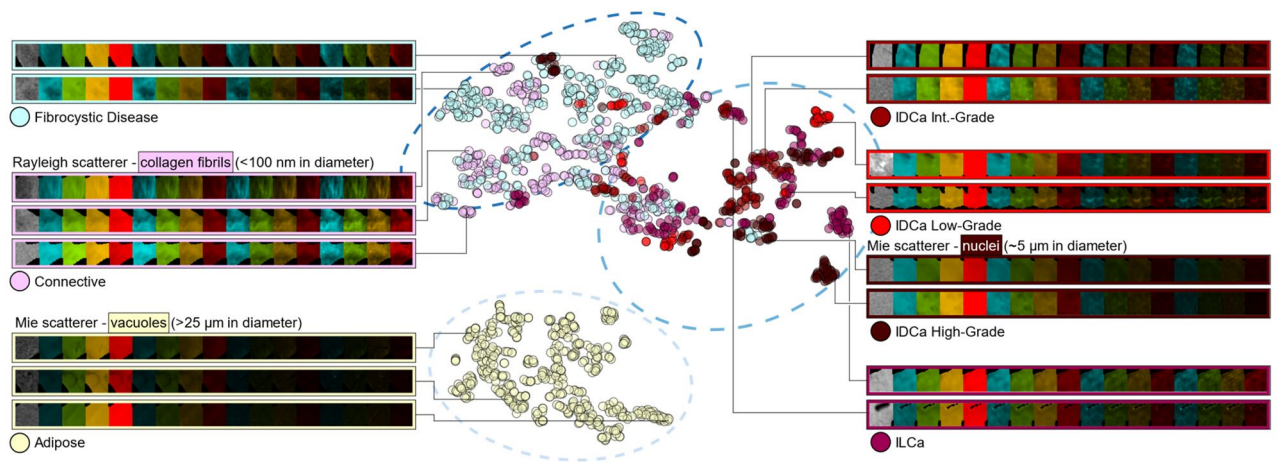 Fibrocystic Disease
Rayleigh scatterer - collagen fibrils (<100 nm in diameter)
Connective
Mie scatterer - vacuoles (>25 μm in diameter)
Adipose
IDCa Int.-Grade
IDCa Low-Grade
Mie scatterer - nuclei (~5 μm in diameter)
IDCa High-Grade
ILCa